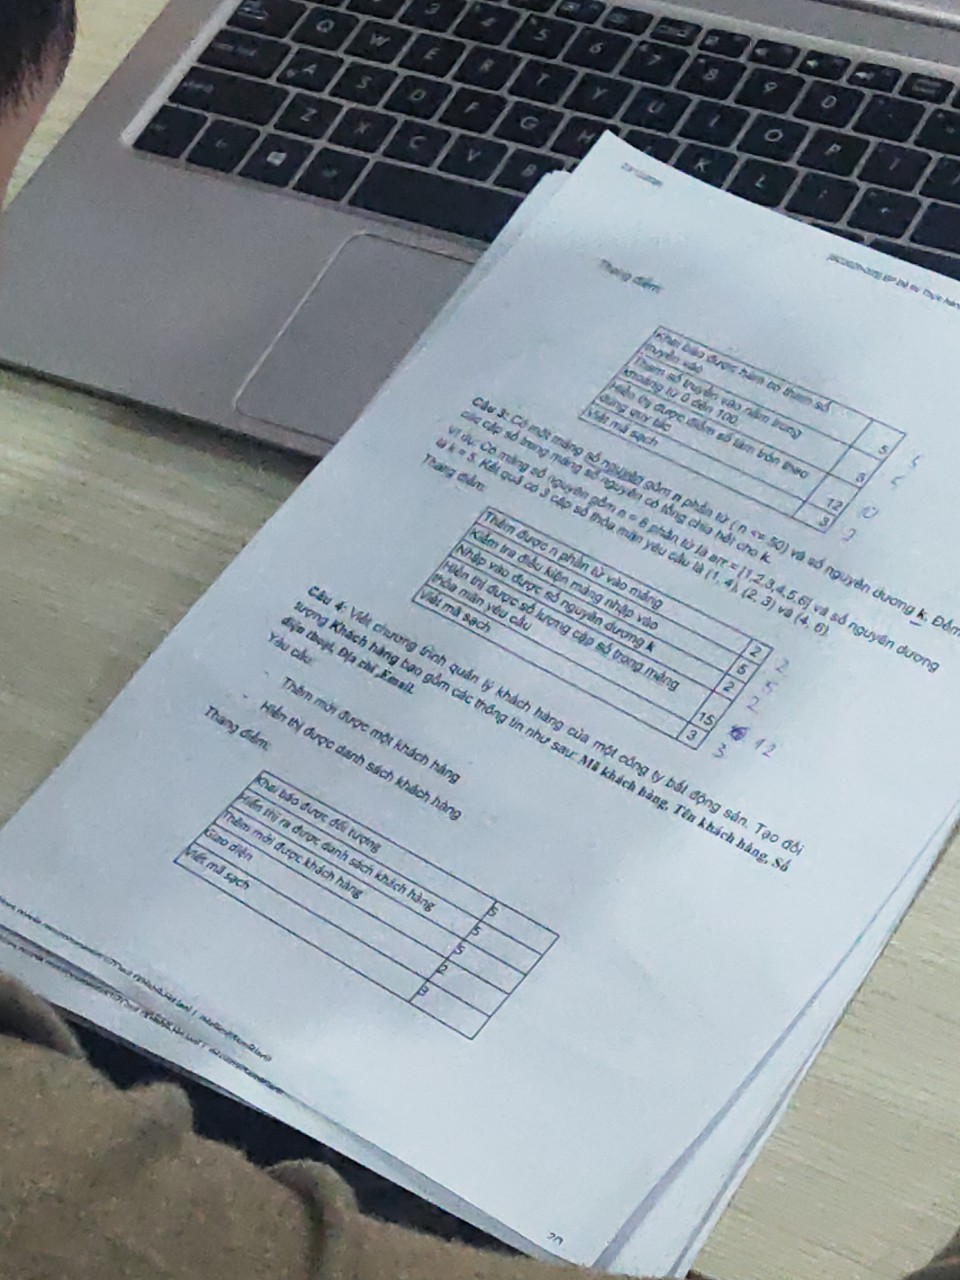 Thang điểm:
Khai báo được hàm có tham số truyền vào 5
Tham số truyền vào nằm trong khoảng từ 0 đến 100
Hiển thị được điểm số làm tròn theo đúng quy tắc 12
Viết mã sạch 3
Câu 3: Có một mảng số nguyên gồm n phần tử ( n <= 50) và số nguyên dương k. Đếm
các cặp số trong mảng số nguyên có tổng chia hết cho k.
Ví dụ: Có mảng số nguyên gồm n = 6 phần tử là arr = [1,2,3,4,5,6] và số nguyên dương
là k = 5. Kết quả có 3 cặp số thỏa mãn yêu cầu là (1, 4), (2, 3) và (4, 6)
Thang điểm:
Thêm được n phần tử vào mảng 2 2
Kiểm tra điều kiện mảng nhập vào 5 5
Nhập vào được số nguyên dương k 2 2
Hiển thị được số lượng cặp số trong mảng
thỏa mãn yêu cầu 15 12
Viết mã sạch 3 3
Câu 4: Viết chương trình quản lý khách hàng của một công ty bất động sản. Tạo đối
tượng Khách hàng bao gồm các thông tin như sau: Mã khách hàng, Tên khách hàng, Số
điện thoại, Địa chỉ, Email.
Yêu cầu:
Thêm mới được một khách hàng
Hiển thị được danh sách khách hàng
Thang điểm:
Khai báo được đối tượng 5
Hiển thị ra được danh sách khách hàng 5
Thêm mới được khách hàng 5
Giao diện 2
Viết mã sạch 3